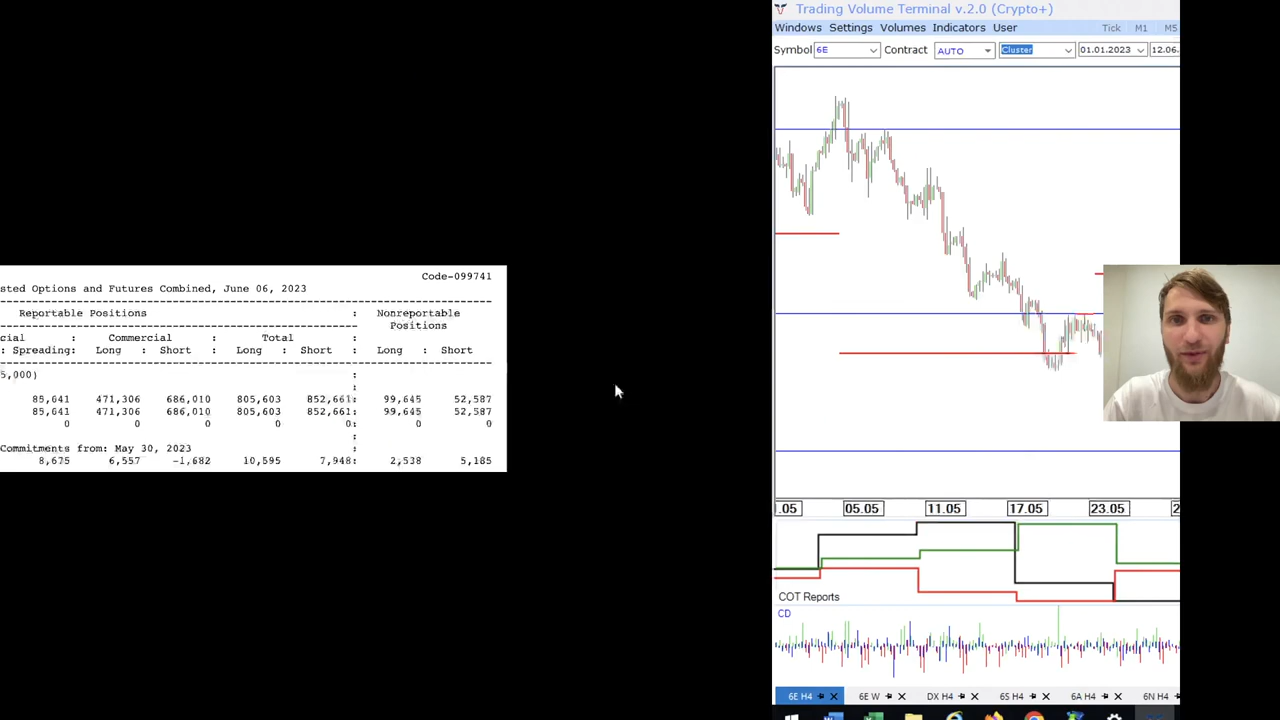 Code-099741
sted Options and Futures Combined, June 06, 2023
Reportable Positions : Nonreportable
Positions
cial : Commercial : Total :
: Spreading: Long : Short : Long : Short : Long : Short
5,000) :
:
85,641 471,306 686,010 805,603 852,661: 99,645 52,587
85,641 471,306 686,010 805,603 852,661: 99,645 52,587
0 0 0 0 0: 0 0
:
Commitments from: May 30, 2023 :
8,675 6,557 -1,682 10,595 7,948: 2,538 5,185
Trading Volume Terminal v.2.0 (Crypto+)
Windows Settings Volumes Indicators User Tick M1 M5
Symbol 6E Contract AUTO Cluster 01.01.2023 12.06.
.05 05.05 11.05 17.05 23.05 2
COT Reports
CD
6E H4 6E W DX H4 6S H4 6A H4 6N H4